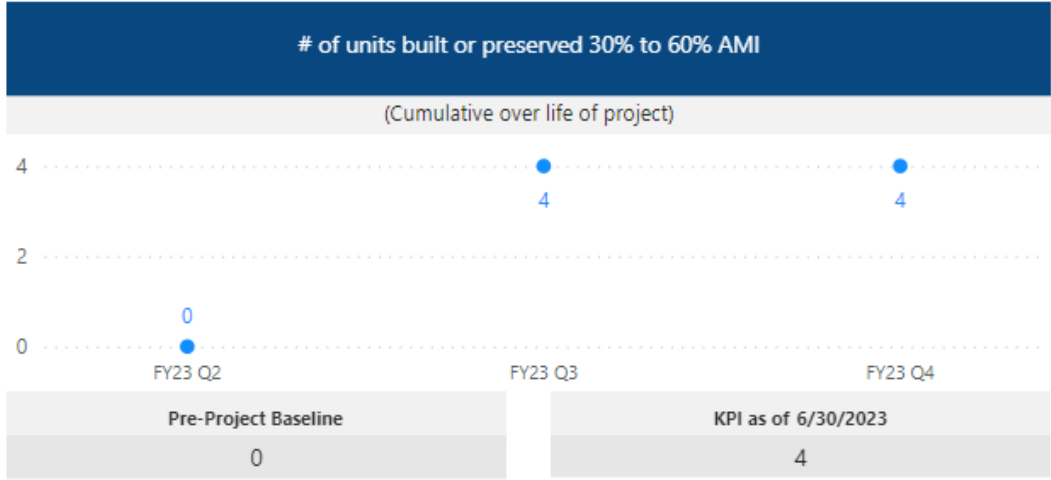 # of units built or preserved 30% to 60% AMI
(Cumulative over life of project)
4
4
4
2
0
0
FY23 Q2
FY23 Q3
FY23 Q4
Pre-Project Baseline
KPI as of 6/30/2023
0
4